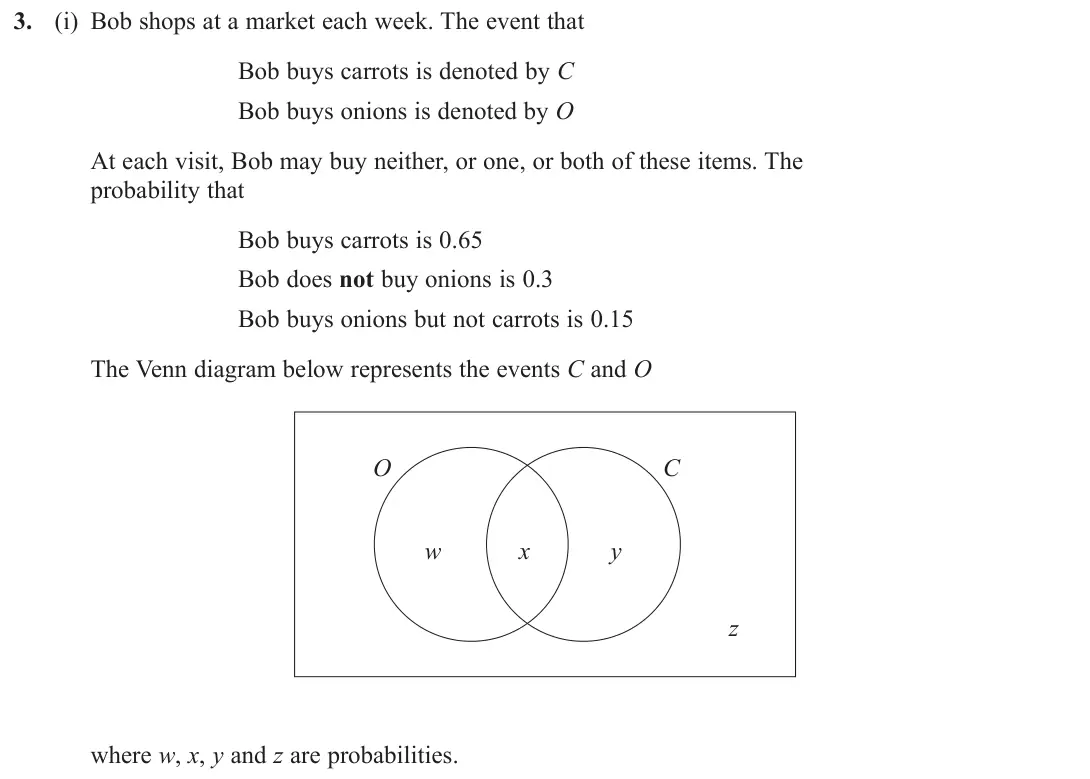 3. (i) Bob shops at a market each week. The event that
Bob buys carrots is denoted by C
Bob buys onions is denoted by O
At each visit, Bob may buy neither, or one, or both of these items. The
probability that
Bob buys carrots is 0.65
Bob does not buy onions is 0.3
Bob buys onions but not carrots is 0.15
The Venn diagram below represents the events C and O
O C
w x y
z
where w, x, y and z are probabilities.